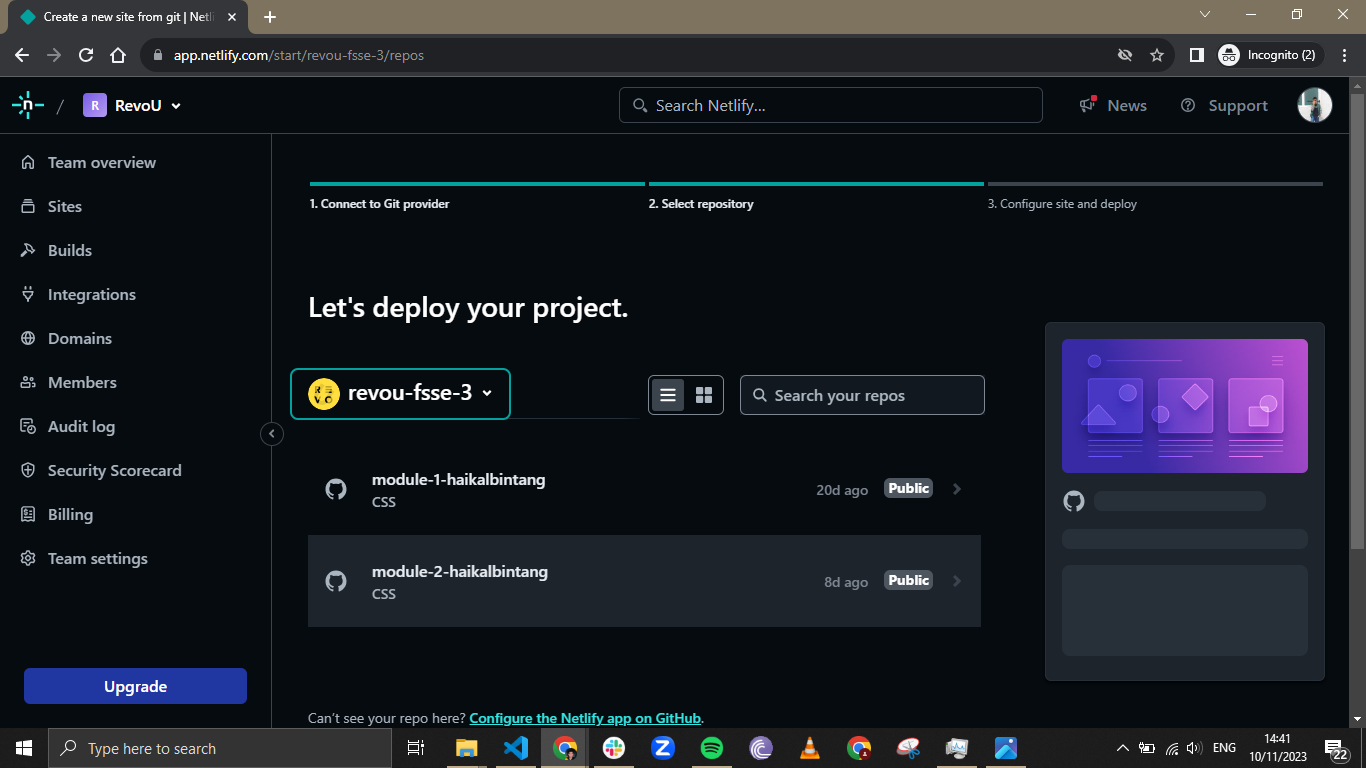 Create a new site from git | Netli
app.netlify.com/start/revou-fsse-3/repos
Incognito (2)
n
/
R
RevoU
Search Netlify...
News
Support
Team overview
Sites
Builds
Integrations
Domains
Members
Audit log
Security Scorecard
Billing
Team settings
Upgrade
1. Connect to Git provider
2. Select repository
3. Configure site and deploy
Let's deploy your project.
revou-fsse-3
Search your repos
module-1-haikalbintang
CSS
20d ago
Public
module-2-haikalbintang
CSS
8d ago
Public
Can't see your repo here? Configure the Netlify app on GitHub.
Type here to search
ENG
14:41
10/11/2023
22